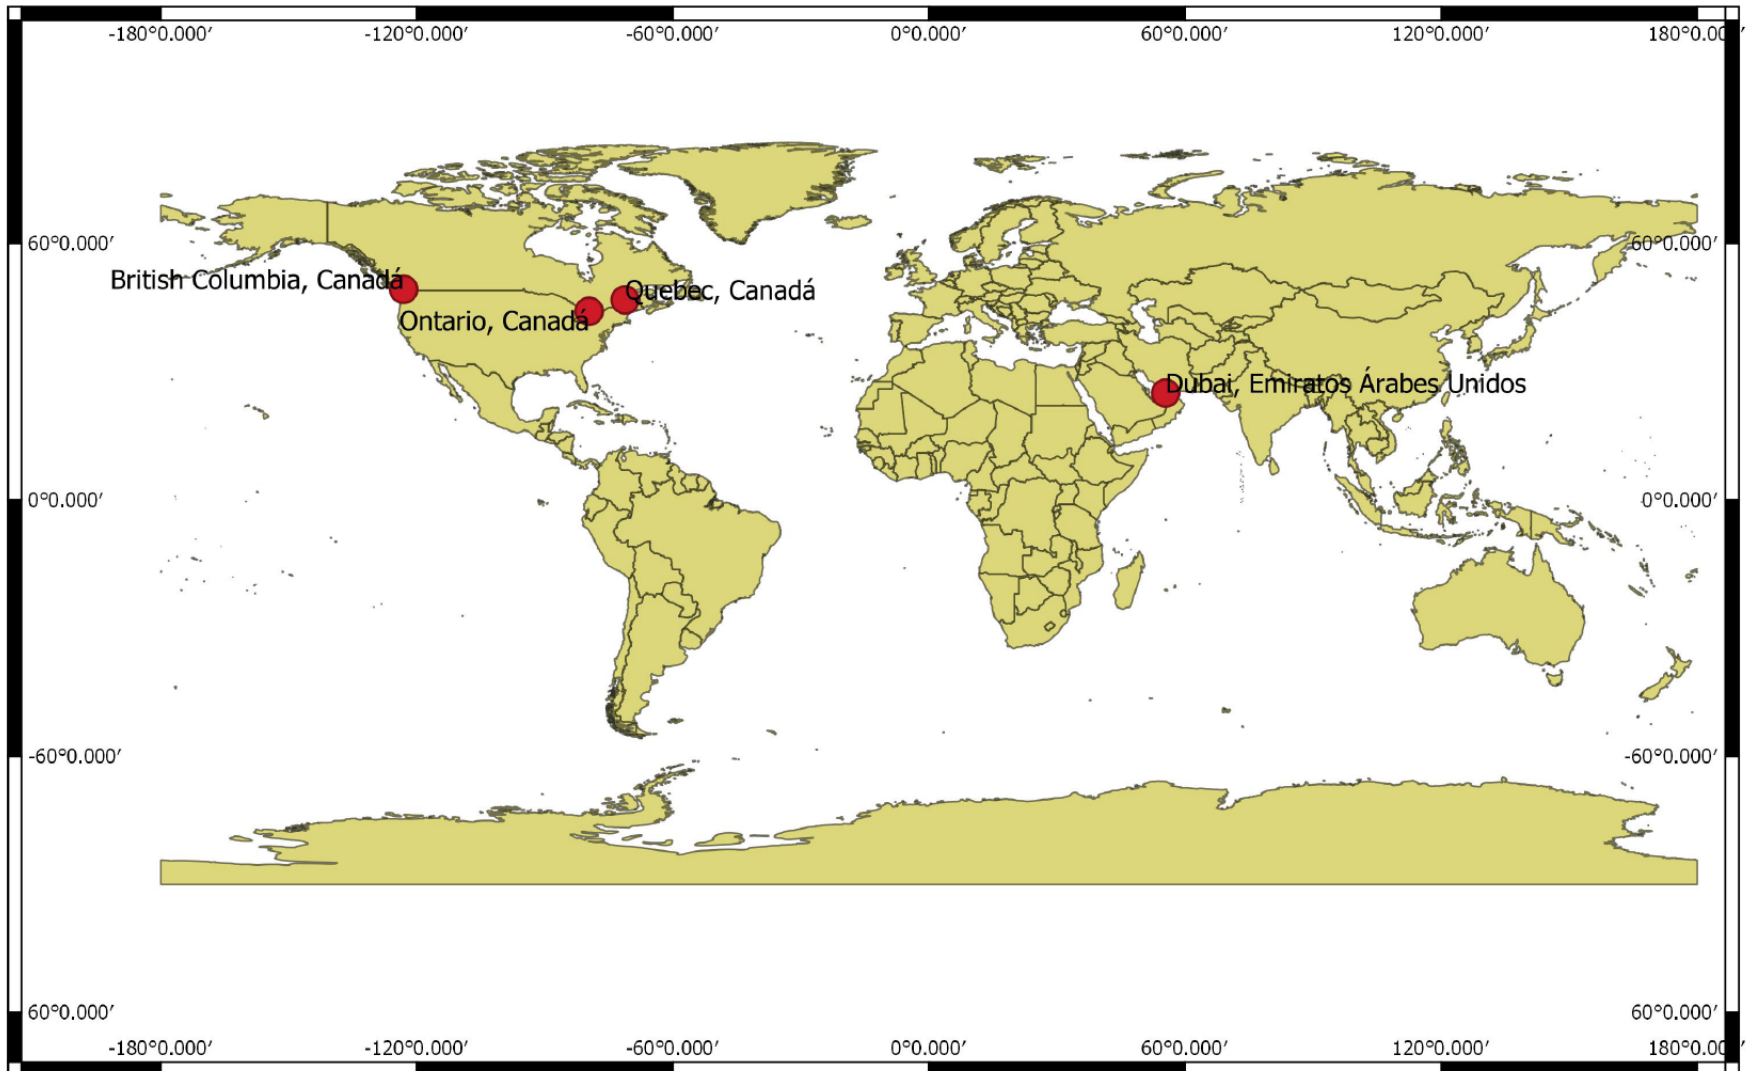 -180°0.000′ -120°0.000′ -60°0.000′ 0°0.000′ 60°0.000′ 120°0.000′ 180°0.00
60°0.000′ 60°0.000′
British Columbia, Canadá
Quebec, Canadá
Ontario, Canadá
Dubai, Emiratos Árabes Unidos
0°0.000′ 0°0.000′
-60°0.000′ -60°0.000′
60°0.000′ 60°0.000′
-180°0.000′ -120°0.000′ -60°0.000′ 0°0.000′ 60°0.000′ 120°0.000′ 180°0.00